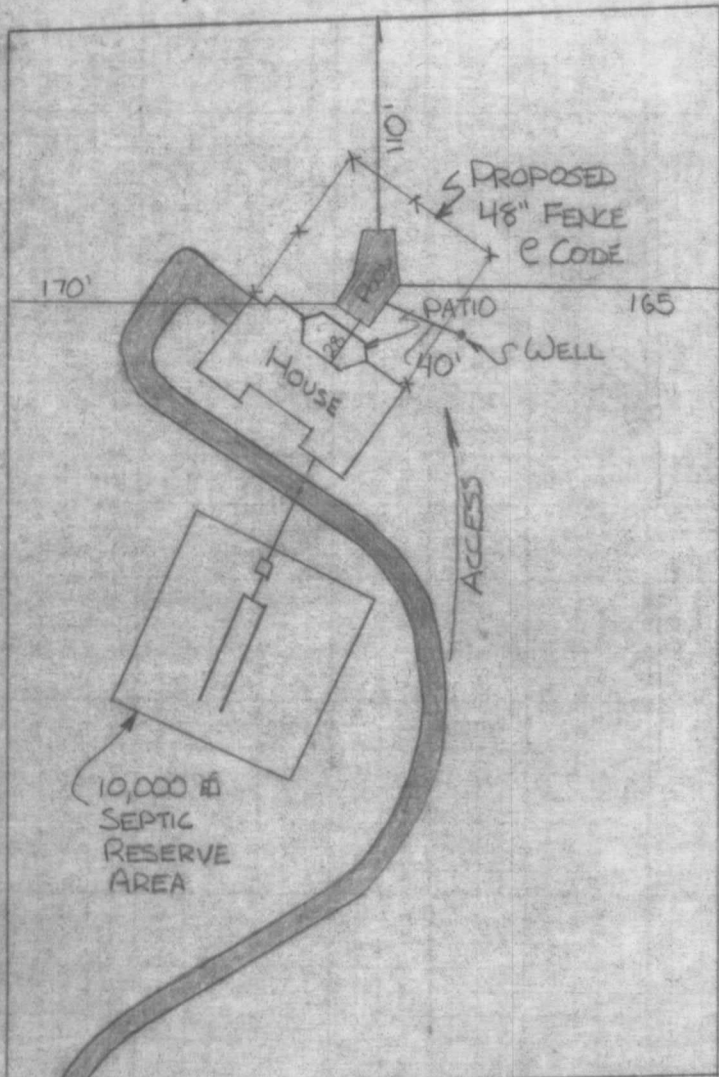 110'
PROPOSED
48" FENCE
@ CODE
170'
POOL
165
PATIO
28
40'
WELL
HOUSE
ACCESS
10,000 ⏍
SEPTIC
RESERVE
AREA